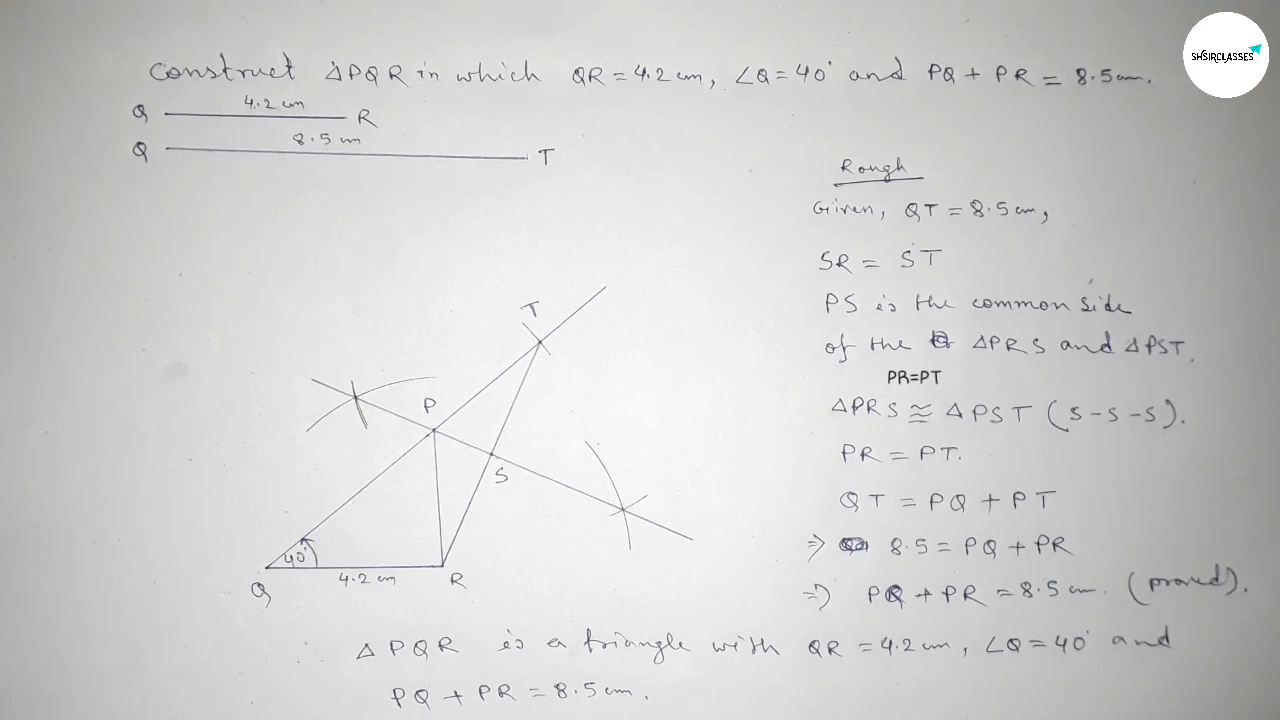 SHSIRCLASSES
Construct ΔPQR in which QR = 4.2 cm, ∠Q = 40° and PQ + PR = 8.5 cm.
Q 4.2 cm R
Q 8.5 cm T
Rough
Given, QT = 8.5 cm,
SR = ST
PS is the common side
of the ΔPRS and ΔPST.
PR=PT
ΔPRS ≅ ΔPST (S-S-S).
PR = PT.
QT = PQ + PT
⇒ 8.5 = PQ + PR
⇒ PQ + PR = 8.5 cm. (proved).
T
P
S
40°
Q 4.2 cm R
∴ Δ PQR is a triangle with QR = 4.2 cm, ∠Q = 40° and
PQ + PR = 8.5 cm.